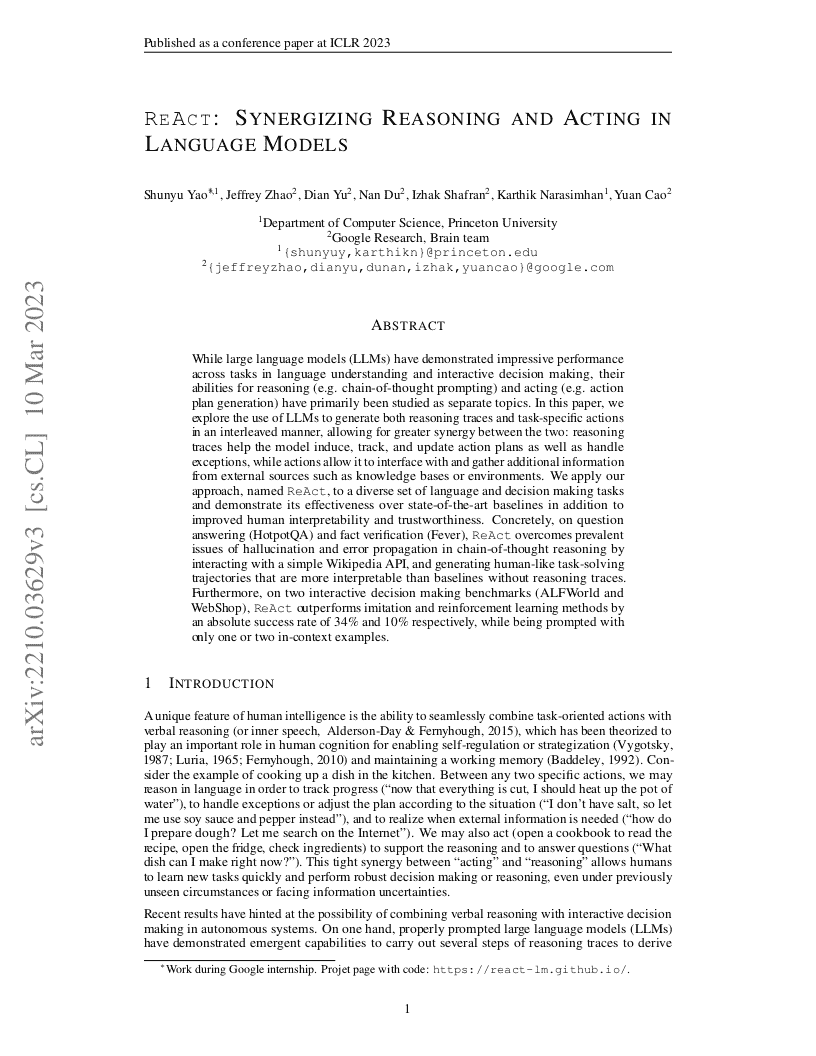 Published as a conference paper at ICLR 2023
REACT: SYNERGIZING REASONING AND ACTING IN
LANGUAGE MODELS
Shunyu Yao*,1, Jeffrey Zhao2, Dian Yu2, Nan Du2, Izhak Shafran2, Karthik Narasimhan1, Yuan Cao2
1Department of Computer Science, Princeton University
2Google Research, Brain team
1{shunyuy,karthikn}@princeton.edu
2{jeffreyzhao,dianyu,dunan,izhak,yuancao}@google.com
ABSTRACT
While large language models (LLMs) have demonstrated impressive performance
across tasks in language understanding and interactive decision making, their
abilities for reasoning (e.g. chain-of-thought prompting) and acting (e.g. action
plan generation) have primarily been studied as separate topics. In this paper, we
explore the use of LLMs to generate both reasoning traces and task-specific actions
in an interleaved manner, allowing for greater synergy between the two: reasoning
traces help the model induce, track, and update action plans as well as handle
exceptions, while actions allow it to interface with and gather additional information
from external sources such as knowledge bases or environments. We apply our
approach, named ReAct, to a diverse set of language and decision making tasks
and demonstrate its effectiveness over state-of-the-art baselines in addition to
improved human interpretability and trustworthiness. Concretely, on question
answering (HotpotQA) and fact verification (Fever), ReAct overcomes prevalent
issues of hallucination and error propagation in chain-of-thought reasoning by
interacting with a simple Wikipedia API, and generating human-like task-solving
trajectories that are more interpretable than baselines without reasoning traces.
Furthermore, on two interactive decision making benchmarks (ALFWorld and
WebShop), ReAct outperforms imitation and reinforcement learning methods by
an absolute success rate of 34% and 10% respectively, while being prompted with
only one or two in-context examples.
1 INTRODUCTION
A unique feature of human intelligence is the ability to seamlessly combine task-oriented actions with
verbal reasoning (or inner speech, Alderson-Day & Fernyhough, 2015), which has been theorized to
play an important role in human cognition for enabling self-regulation or strategization (Vygotsky,
1987; Luria, 1965; Fernyhough, 2010) and maintaining a working memory (Baddeley, 1992). Con-
sider the example of cooking up a dish in the kitchen. Between any two specific actions, we may
reason in language in order to track progress (“now that everything is cut, I should heat up the pot of
water”), to handle exceptions or adjust the plan according to the situation (“I don’t have salt, so let
me use soy sauce and pepper instead”), and to realize when external information is needed (“how do
I prepare dough? Let me search on the Internet”). We may also act (open a cookbook to read the
recipe, open the fridge, check ingredients) to support the reasoning and to answer questions (“What
dish can I make right now?”). This tight synergy between “acting” and “reasoning” allows humans
to learn new tasks quickly and perform robust decision making or reasoning, even under previously
unseen circumstances or facing information uncertainties.
Recent results have hinted at the possibility of combining verbal reasoning with interactive decision
making in autonomous systems. On one hand, properly prompted large language models (LLMs)
have demonstrated emergent capabilities to carry out several steps of reasoning traces to derive
*Work during Google internship. Projet page with code: https://react-lm.github.io/.
1
arXiv:2210.03629v3 [cs.CL] 10 Mar 2023